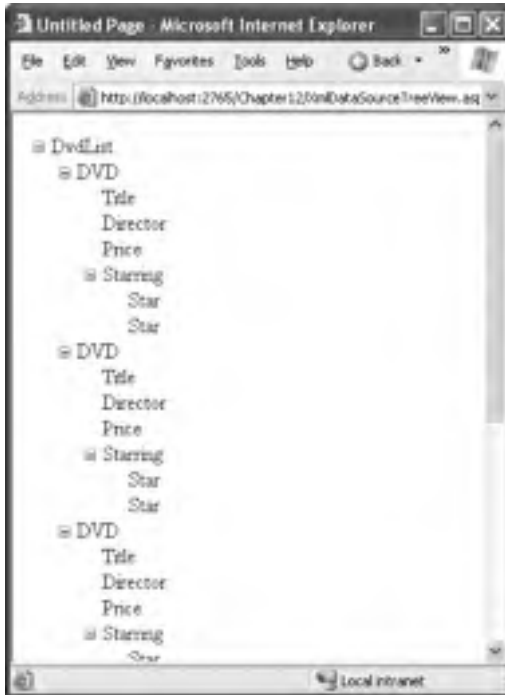 Untitled Page - Microsoft Internet Explorer
File Edit View Favorites Tools Help Back »
Address http://localhost:2765/Chapter12/XmlDataSourceTreeView.asp
DvdList
DVD
Title
Director
Price
Starring
Star
Star
DVD
Title
Director
Price
Starring
Star
Star
DVD
Title
Director
Price
Starring
Star
Local intranet